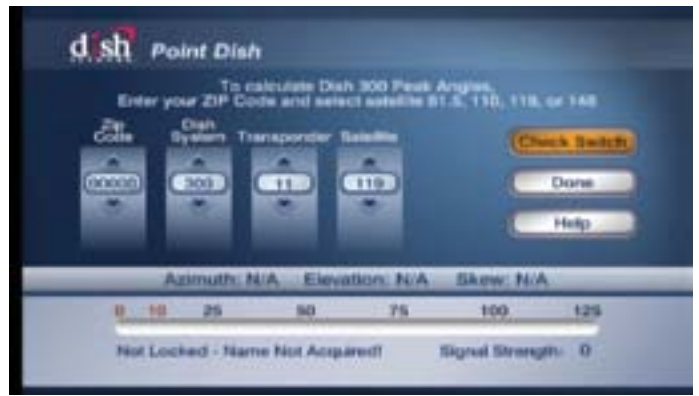 dish Point Dish
NETWORK
To calculate Dish 300 Peak Angles,
Enter your ZIP Code and select satellite 61.5, 110, 119, or 148
Zip Code Dish System Transponder Satellite
00000 300 11 119
Check Switch
Done
Help
Azimuth: N/A Elevation: N/A Skew: N/A
0 10 25 50 75 100 125
Not Locked - Name Not Acquired! Signal Strength: 0